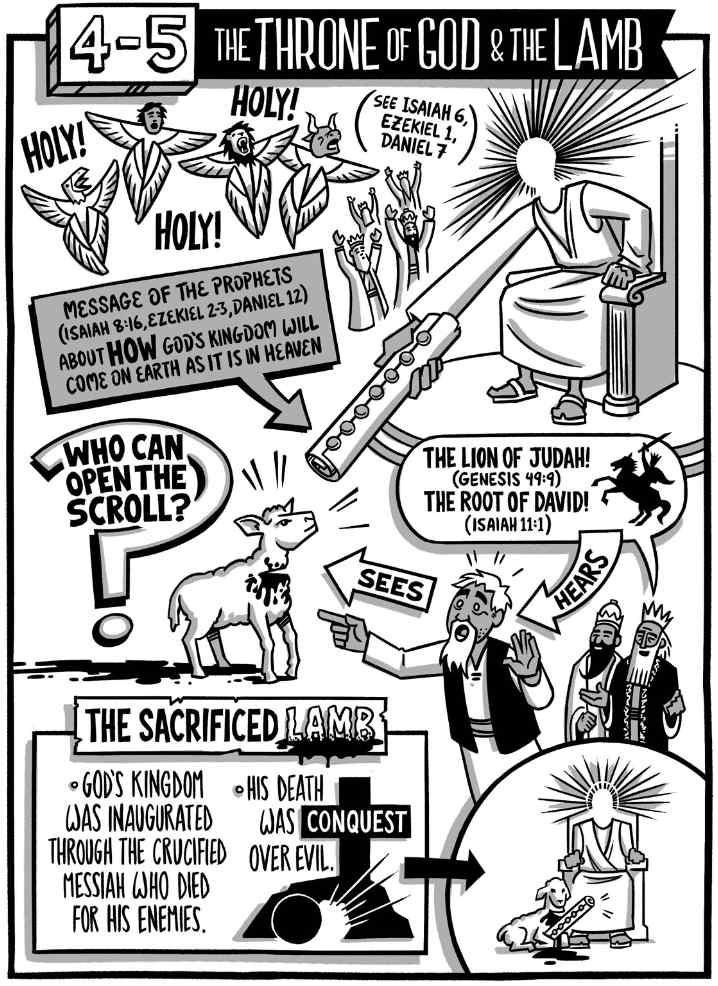 4-5
THE THRONE OF GOD & THE LAMB
HOLY!
HOLY!
HOLY!
(SEE ISAIAH 6,
EZEKIEL 1,
DANIEL 7)
MESSAGE OF THE PROPHETS
(ISAIAH 8:16, EZEKIEL 2-3, DANIEL 12)
ABOUT HOW GOD'S KINGDOM WILL
COME ON EARTH AS IT IS IN HEAVEN
WHO CAN
OPEN THE
SCROLL?
THE LION OF JUDAH!
(GENESIS 49:9)
THE ROOT OF DAVID!
(ISAIAH 11:1)
SEES
HEARS
THE SACRIFICED LAMB
• GOD'S KINGDOM
WAS INAUGURATED
THROUGH THE CRUCIFIED
MESSIAH WHO DIED
FOR HIS ENEMIES.
• HIS DEATH
WAS CONQUEST
OVER EVIL.